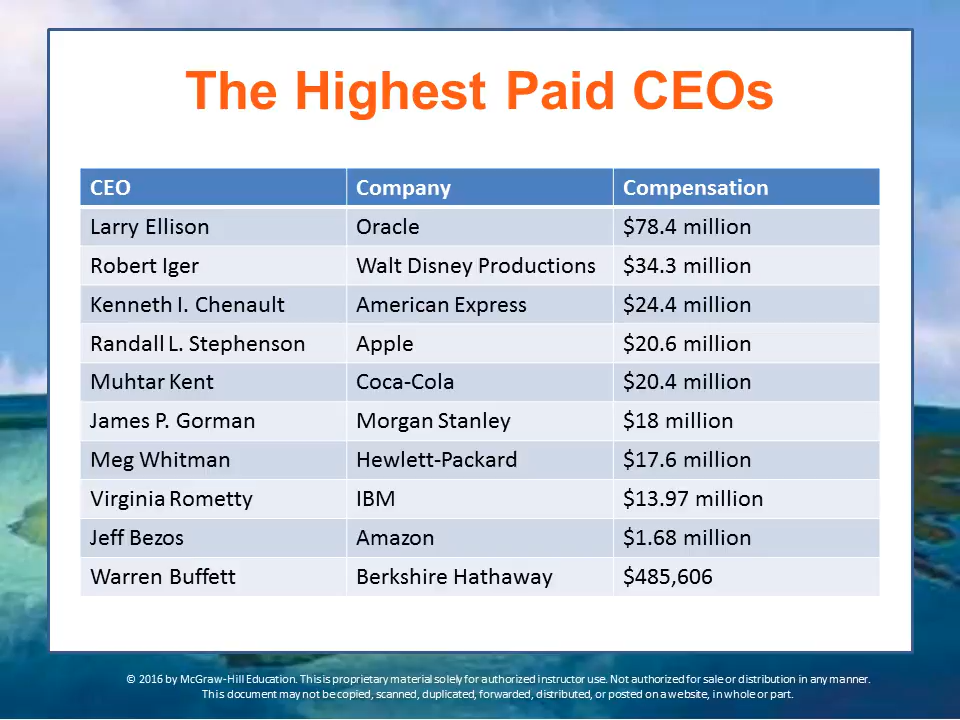 The Highest Paid CEOs
CEO Company Compensation
Larry Ellison Oracle $78.4 million
Robert Iger Walt Disney Productions $34.3 million
Kenneth I. Chenault American Express $24.4 million
Randall L. Stephenson Apple $20.6 million
Muhtar Kent Coca-Cola $20.4 million
James P. Gorman Morgan Stanley $18 million
Meg Whitman Hewlett-Packard $17.6 million
Virginia Rometty IBM $13.97 million
Jeff Bezos Amazon $1.68 million
Warren Buffett Berkshire Hathaway $485,606
© 2016 by McGraw-Hill Education. This is proprietary material solely for authorized instructor use. Not authorized for sale or distribution in any manner.
This document may not be copied, scanned, duplicated, forwarded, distributed, or posted on a website, in whole or part.